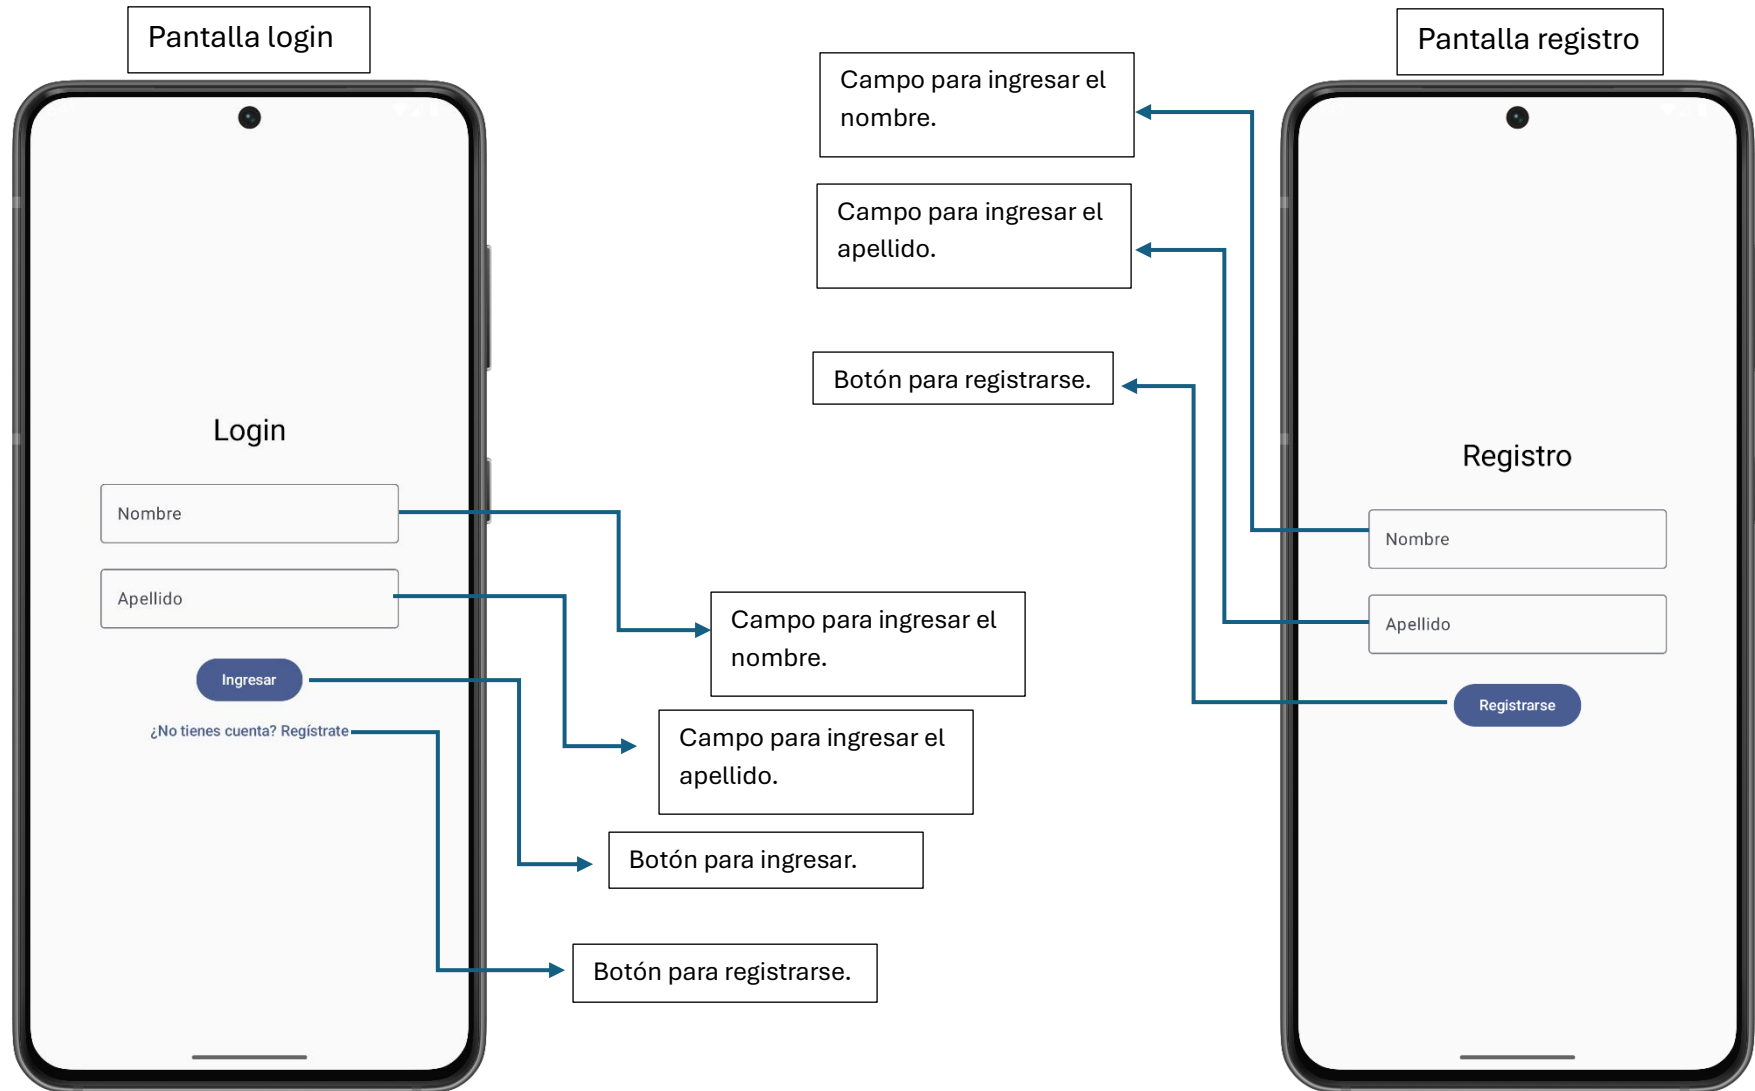 Pantalla login
Login
Nombre
Apellido
Ingresar
¿No tienes cuenta? Regístrate
Campo para ingresar el
nombre.
Campo para ingresar el
apellido.
Botón para ingresar.
Botón para registrarse.
Pantalla registro
Campo para ingresar el
nombre.
Campo para ingresar el
apellido.
Botón para registrarse.
Registro
Nombre
Apellido
Registrarse